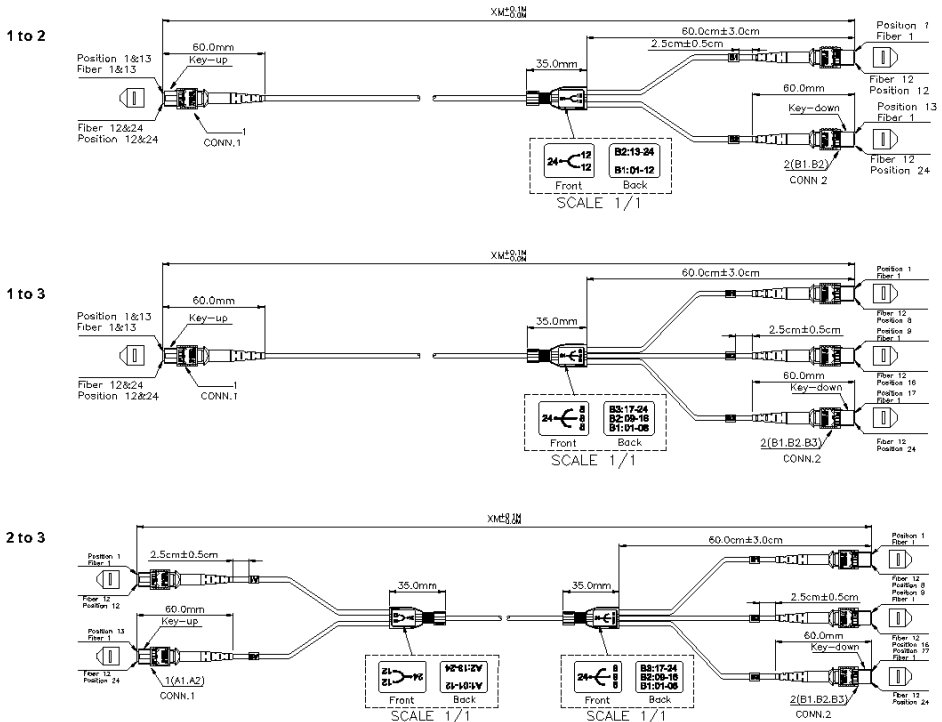 1 to 2
XM+0.1M
-0.0M
60.0cm±3.0cm
2.5cm±0.5cm
Position 1
Fiber 1
60.0mm
Key-up
Position 1&13
Fiber 1&13
35.0mm
Fiber 12
Position 12
60.0mm
Key-down
Position 13
Fiber 1
Fiber 12&24
Position 12&24
1
CONN.1
B1
B2
24
12
12
Front
B2:13-24
B1:01-12
Back
SCALE 1/1
2(B1.B2)
CONN 2
Fiber 12
Position 24
1 to 3
XM+0.1M
-0.0M
60.0cm±3.0cm
Position 1
Fiber 1
60.0mm
Key-up
Position 1&13
Fiber 1&13
35.0mm
Fiber 12
Position 8
2.5cm±0.5cm
Position 9
Fiber 1
Fiber 12
Position 16
60.0mm
Key-down
Position 17
Fiber 1
Fiber 12&24
Position 12&24
1
CONN.1
24
8
8
8
Front
B3:17-24
B2:09-16
B1:01-08
Back
SCALE 1/1
2(B1.B2.B3)
CONN.2
Fiber 12
Position 24
2 to 3
XM+0.1M
-0.0M
60.0cm±3.0cm
Position 1
Fiber 1
2.5cm±0.5cm
Position 1
Fiber 1
Fiber 12
Position 12
35.0mm
35.0mm
Fiber 12
Position 8
Position 9
Fiber 1
2.5cm±0.5cm
60.0mm
Key-up
Position 13
Fiber 1
Fiber 12
Position 16
60.0mm
Key-down
Position 17
Fiber 1
Fiber 12
Position 24
1(A1.A2)
CONN.1
24
12
12
Front
A2:13-24
A1:01-12
Back
SCALE 1/1
24
8
8
8
Front
B3:17-24
B2:09-16
B1:01-08
Back
SCALE 1/1
2(B1.B2.B3)
CONN.2
Fiber 12
Position 24